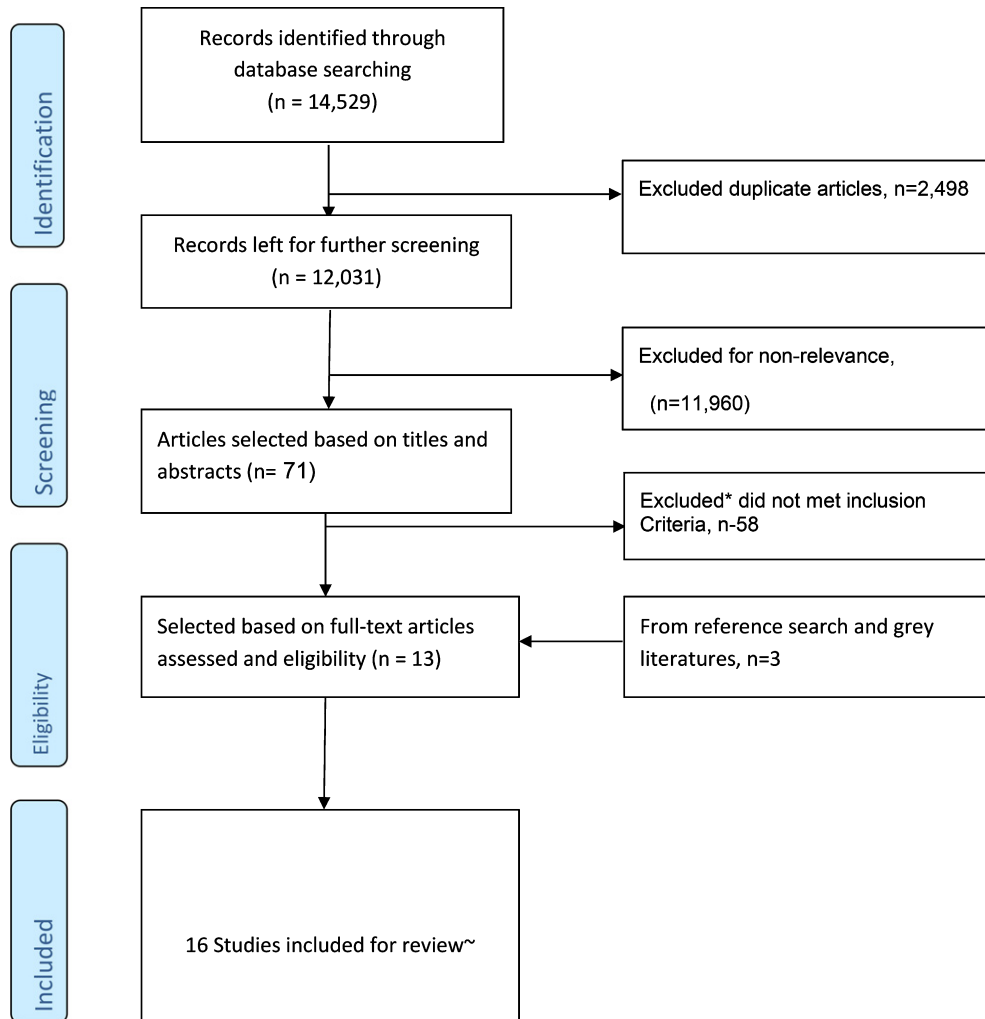 Identification
Records identified through
database searching
(n = 14,529)
Excluded duplicate articles, n=2,498
Records left for further screening
(n = 12,031)
Screening
Excluded for non-relevance,
(n=11,960)
Articles selected based on titles and
abstracts (n= 71)
Excluded* did not met inclusion
Criteria, n-58
Eligibility
Selected based on full-text articles
assessed and eligibility (n = 13)
From reference search and grey
literatures, n=3
Included
16 Studies included for review~